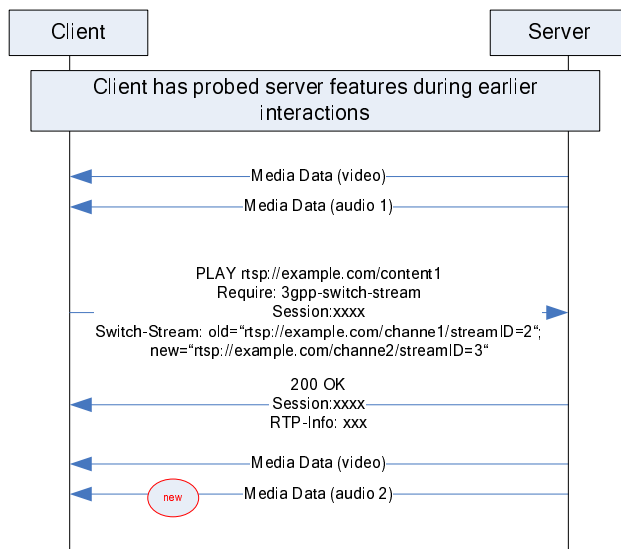 Client
Server
Client has probed server features during earlier
interactions
Media Data (video)
Media Data (audio 1)
PLAY rtsp://example.com/content1
Require: 3gpp-switch-stream
Session:xxxx
Switch-Stream: old=“rtsp://example.com/channe1/streamID=2“;
new=“rtsp://example.com/channe2/streamID=3“
200 OK
Session:xxxx
RTP-Info: xxx
Media Data (video)
new
Media Data (audio 2)